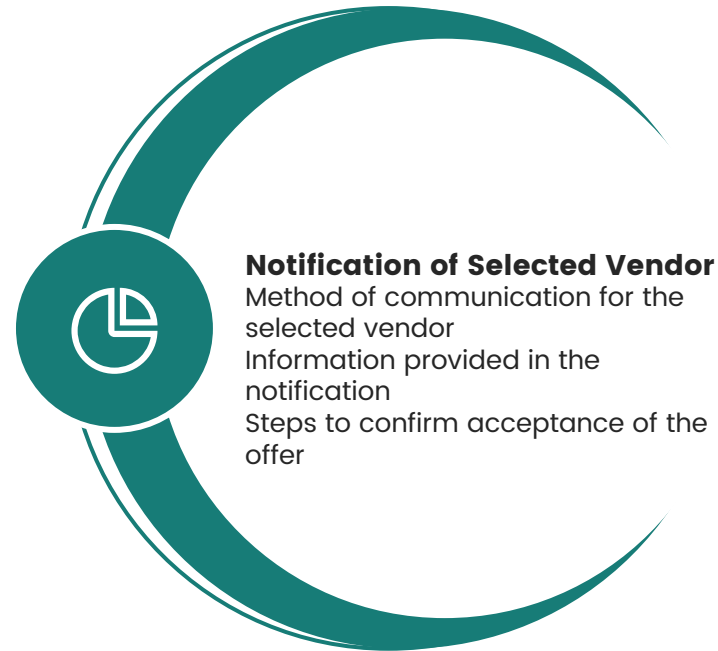 Notification of Selected Vendor
Method of communication for the
selected vendor
Information provided in the
notification
Steps to confirm acceptance of the
offer